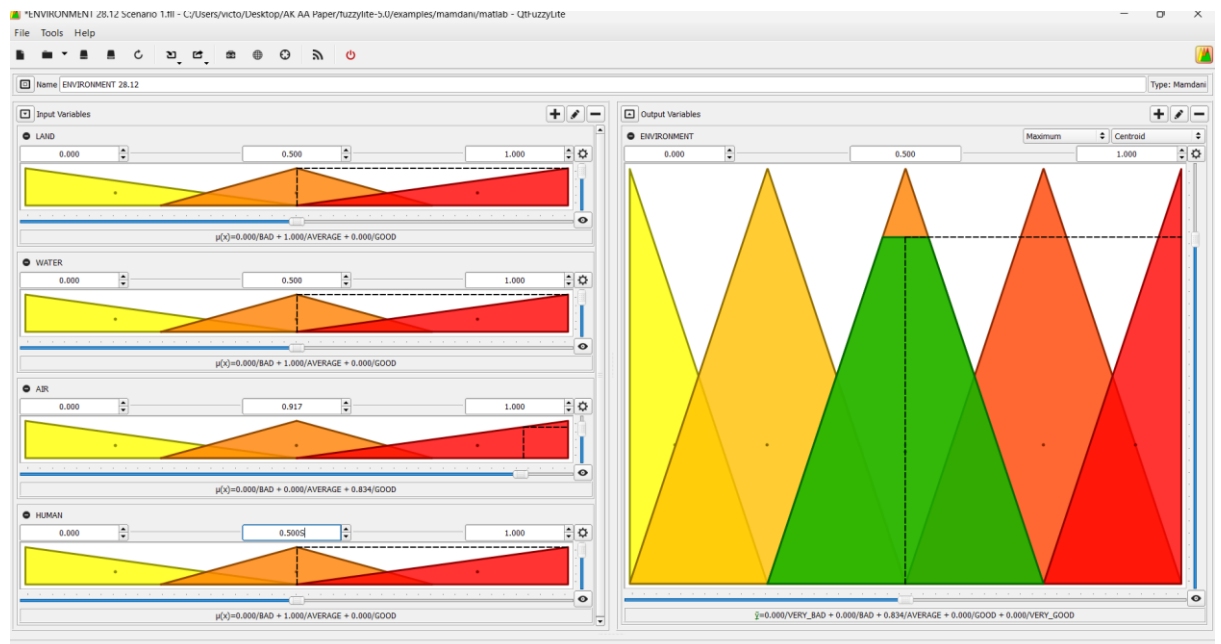 *ENVIRONMENT 28.12 Scenario 1.fll - C:/Users/victo/Desktop/AK AA Paper/fuzzylite-5.0/examples/mamdani/matlab - QtFuzzyLite
File Tools Help
Name ENVIRONMENT 28.12 Type: Mamdani
Input Variables
LAND
0.000 0.500 1.000
μ(x)=0.000/BAD + 1.000/AVERAGE + 0.000/GOOD
WATER
0.000 0.500 1.000
μ(x)=0.000/BAD + 1.000/AVERAGE + 0.000/GOOD
AIR
0.000 0.917 1.000
μ(x)=0.000/BAD + 0.000/AVERAGE + 0.834/GOOD
HUMAN
0.000 0.500S 1.000
μ(x)=0.000/BAD + 1.000/AVERAGE + 0.000/GOOD
Output Variables
ENVIRONMENT Maximum Centroid
0.000 0.500 1.000
ỹ=0.000/VERY_BAD + 0.000/BAD + 0.834/AVERAGE + 0.000/GOOD + 0.000/VERY_GOOD